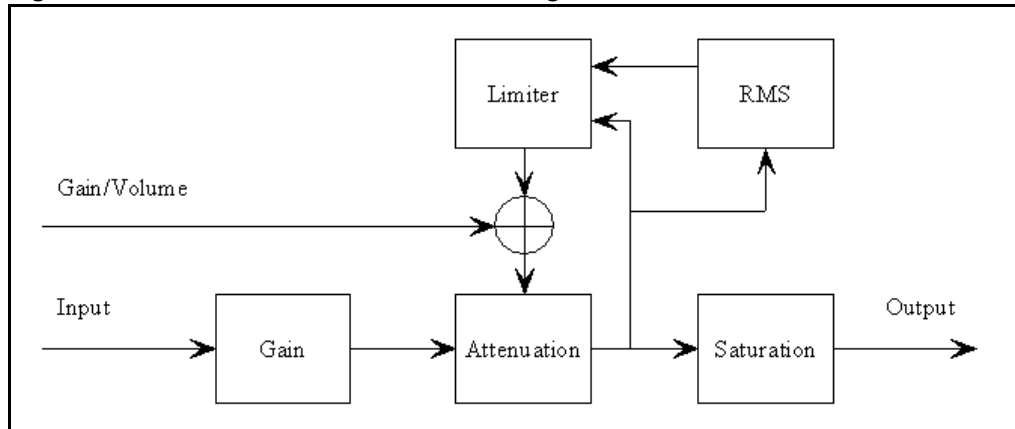 Limiter
RMS
Gain/Volume
Input
Output
Gain
Attenuation
Saturation